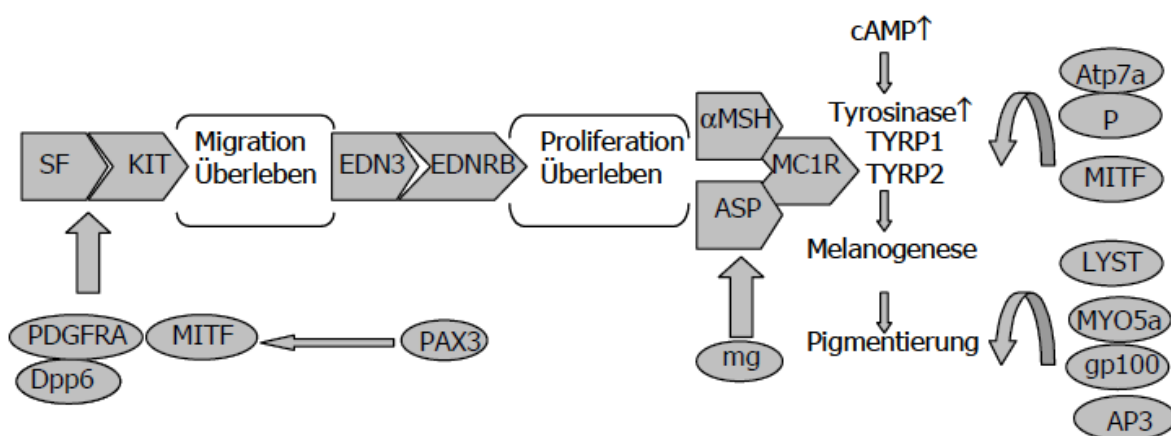 cAMP↑
Atp7a
P
MITF
αMSH
Tyrosinase↑
TYRP1
TYRP2
SF
KIT
Migration
Überleben
EDN3
EDNRB
Proliferation
Überleben
MC1R
ASP
Melanogenese
LYST
MYO5a
gp100
AP3
Pigmentierung
PDGFRA
MITF
PAX3
mg
Dpp6